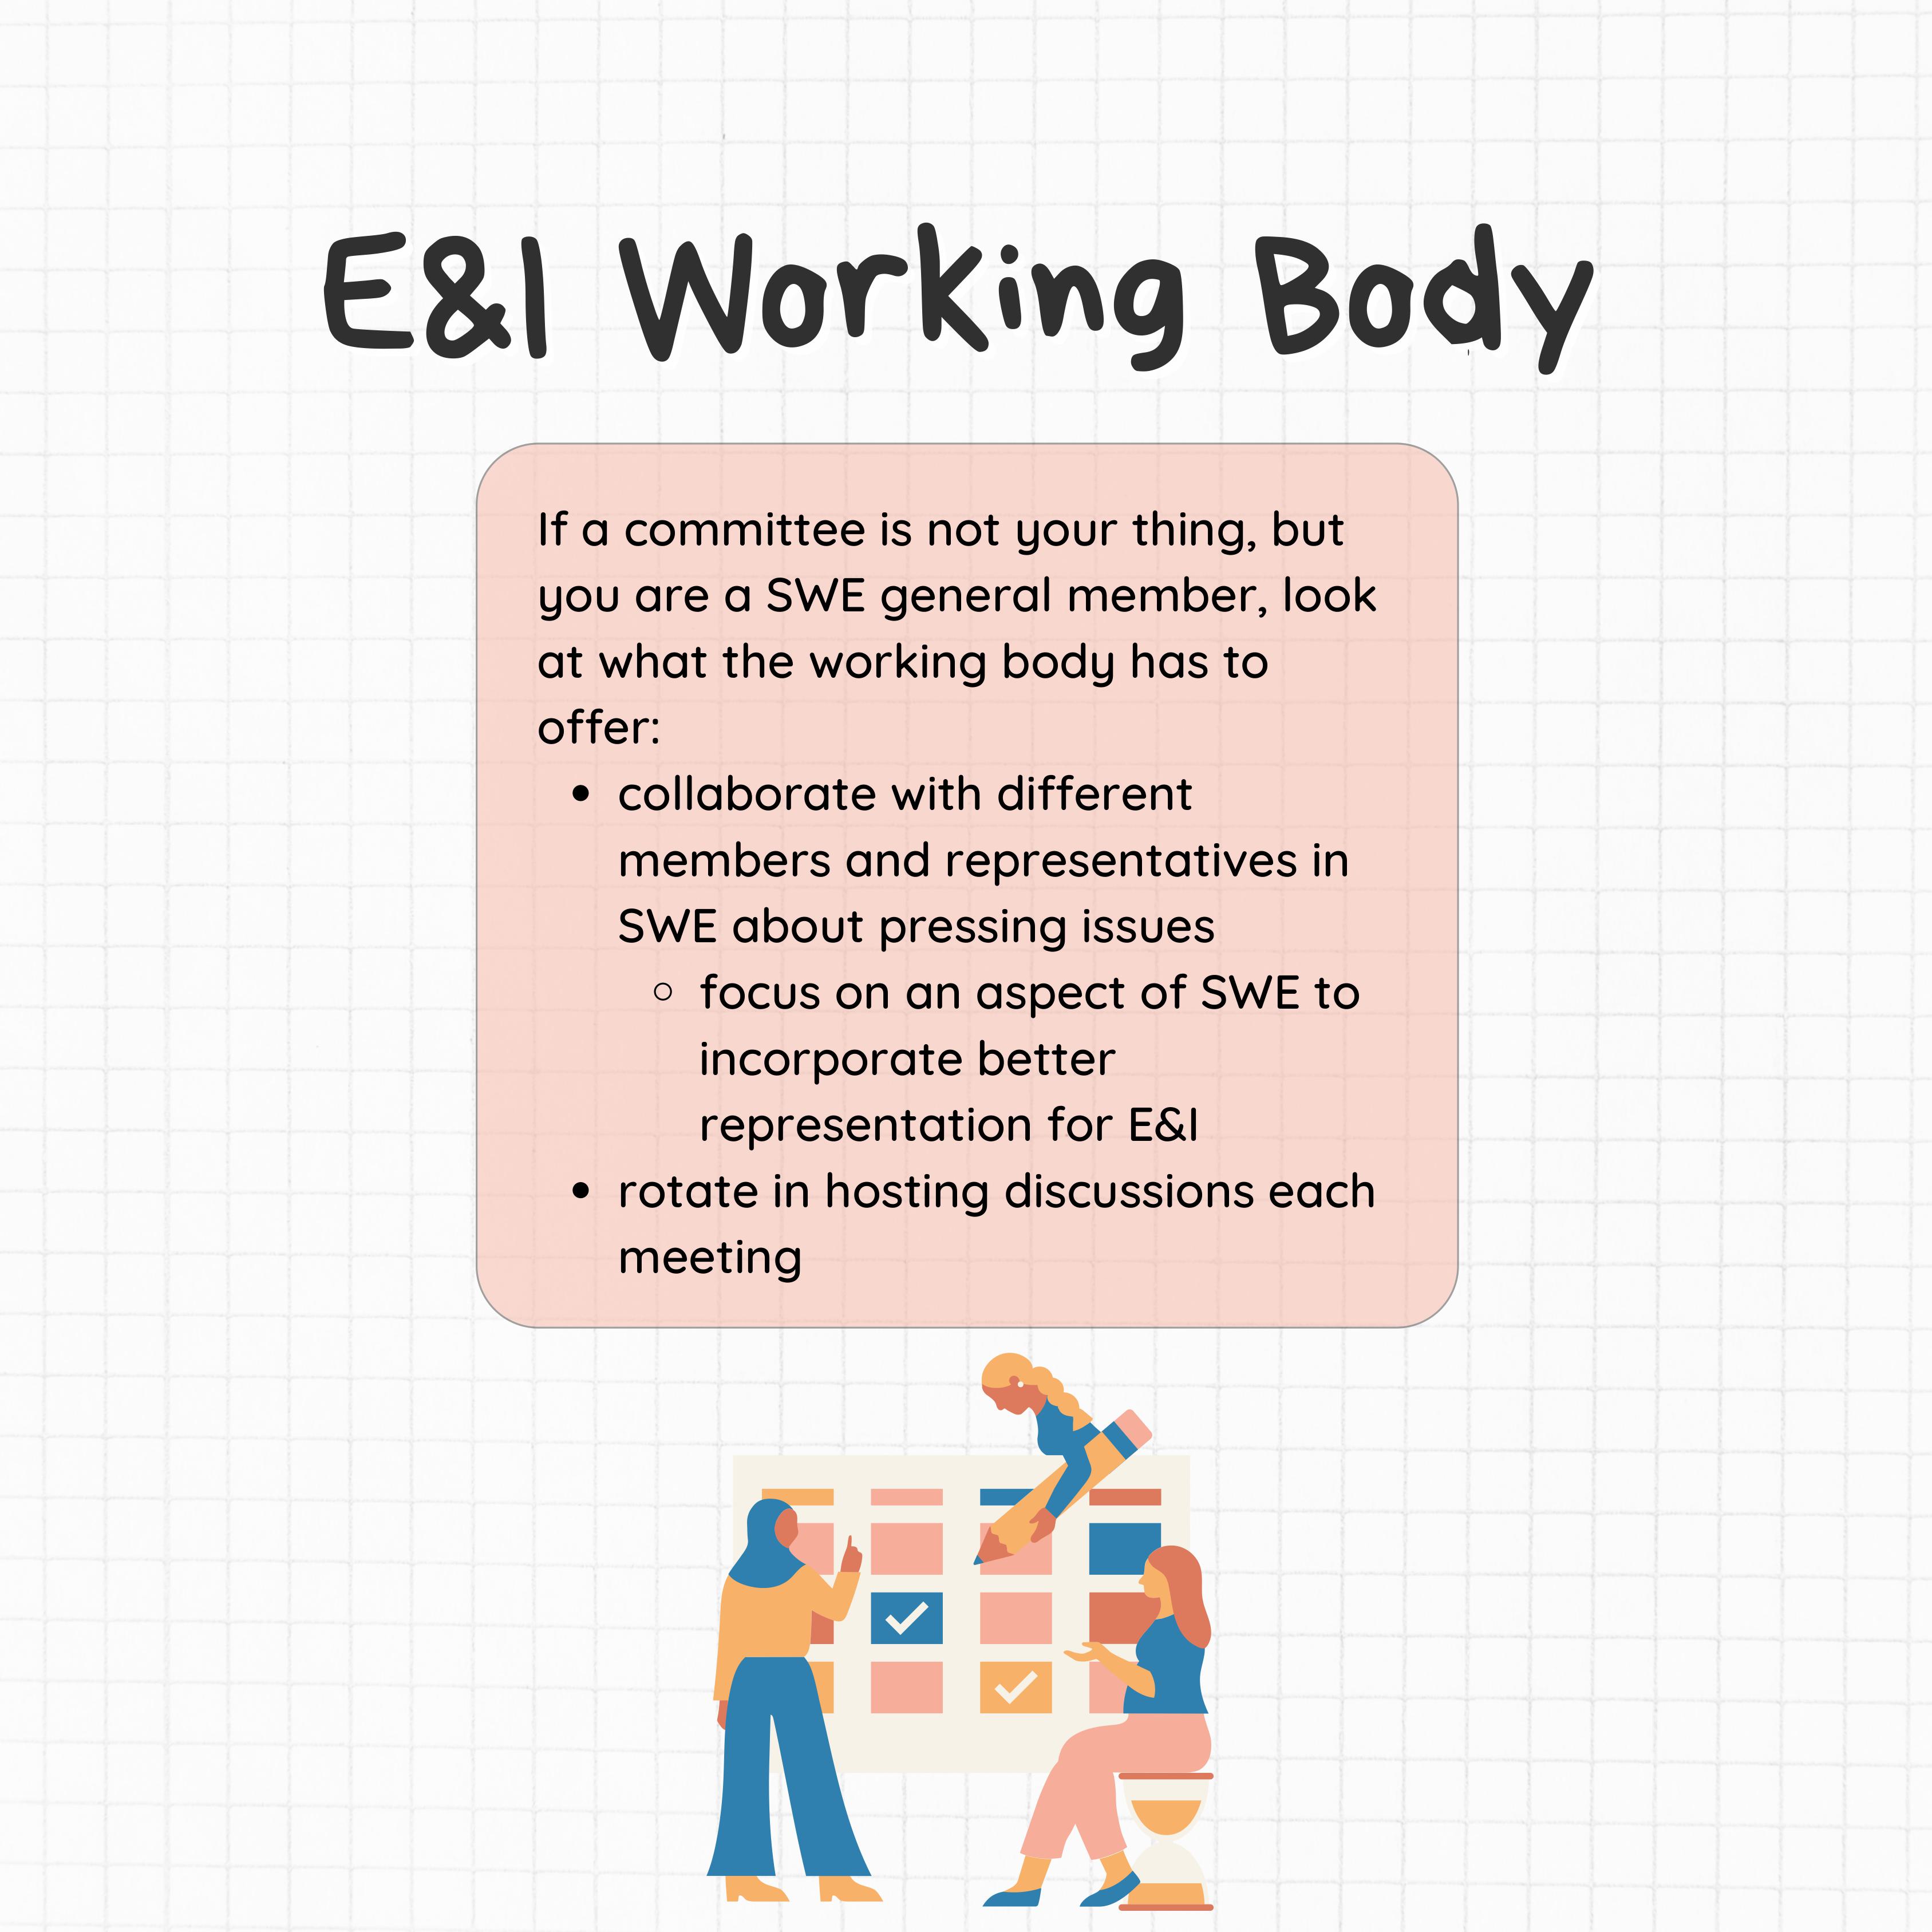 E&I Working Body
If a committee is not your thing, but
you are a SWE general member, look
at what the working body has to
offer:
• collaborate with different
members and representatives in
SWE about pressing issues
○ focus on an aspect of SWE to
incorporate better
representation for E&I
• rotate in hosting discussions each
meeting